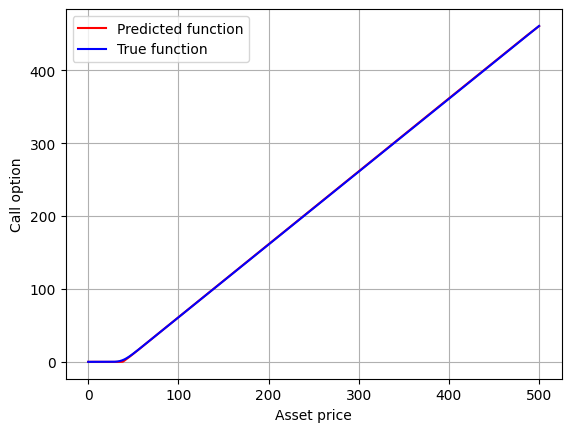 Predicted function
True function
400
300
200
100
0
Call option
0 100 200 300 400 500
Asset price